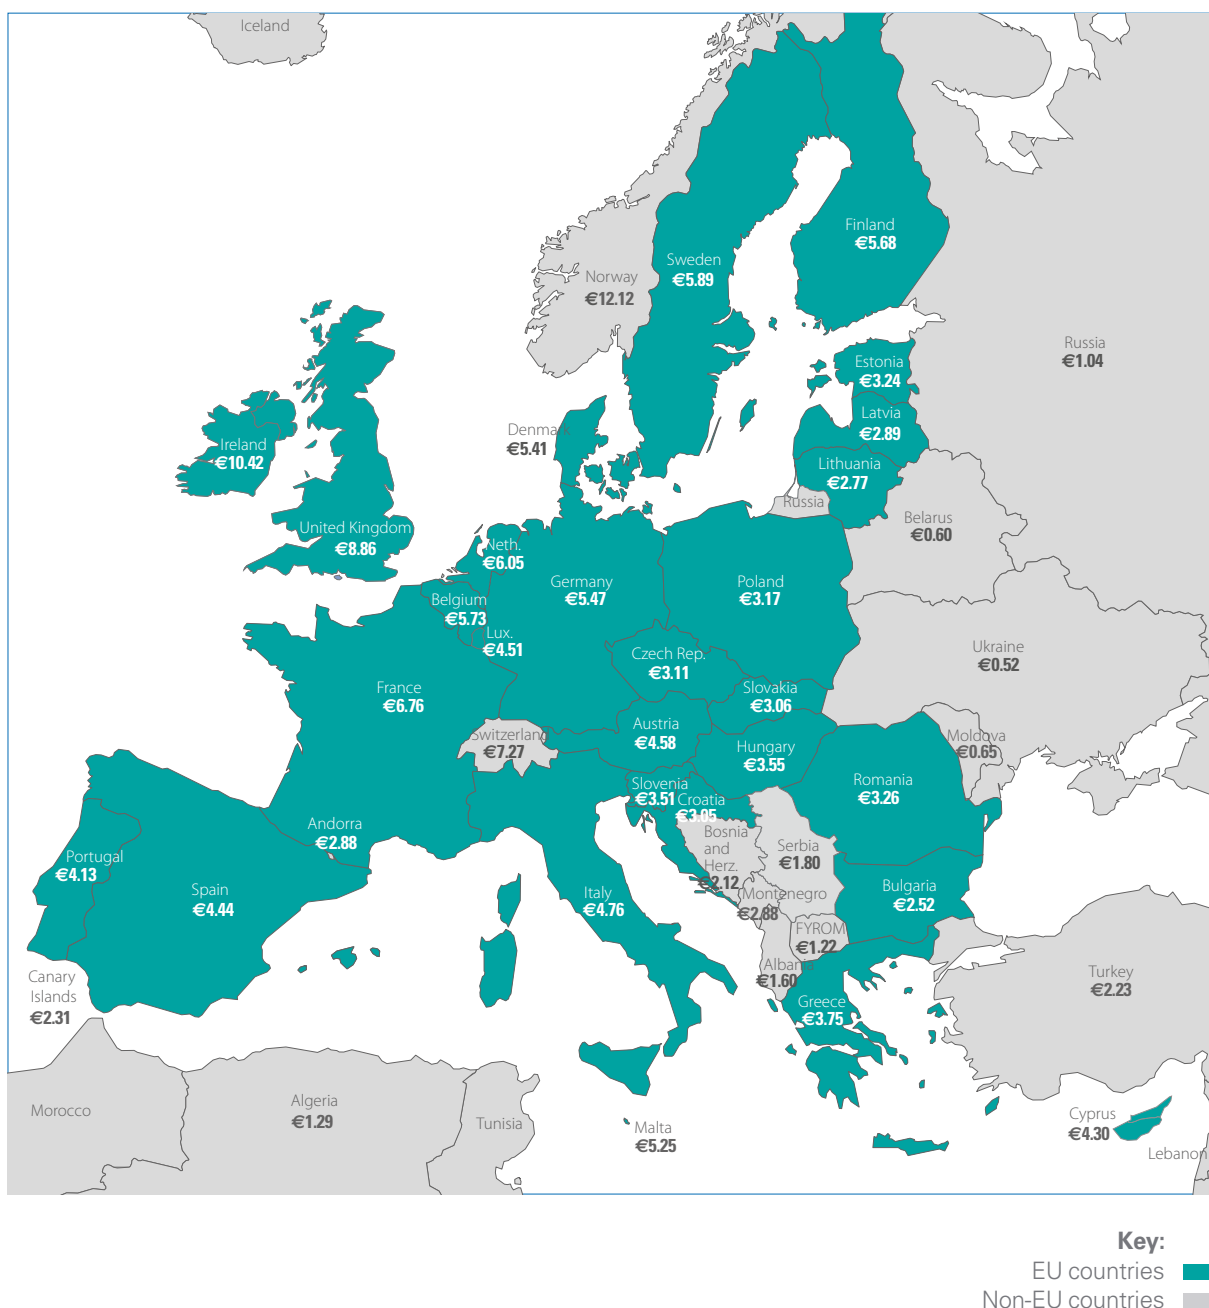 Iceland
Finland
€5.68
Sweden
€5.89
Norway
€12.12
Russia
€1.04
Estonia
€3.24
Latvia
€2.89
Denmark
€5.41
Ireland
€10.42
Lithuania
€2.77
Russia
Belarus
€0.60
United Kingdom
€8.86
Neth.
€6.05
Germany
€5.47
Poland
€3.17
Belgium
€5.73
Lux.
€4.51
Czech Rep.
€3.11
Ukraine
€0.52
France
€6.76
Slovakia
€3.06
Austria
€4.58
Switzerland
€7.27
Hungary
€3.55
Moldova
€0.65
Romania
€3.26
Slovenia
€3.51
Croatia
€3.05
Andorra
€2.88
Bosnia
and
Herz.
€2.12
Serbia
€1.80
Portugal
€4.13
Spain
€4.44
Italy
€4.76
Montenegro
€2.88
Bulgaria
€2.52
FYROM
€1.22
Albania
€1.60
Canary
Islands
€2.31
Greece
€3.75
Turkey
€2.23
Morocco
Algeria
€1.29
Tunisia
Malta
€5.25
Cyprus
€4.30
Lebanon
Key:
EU countries
Non-EU countries